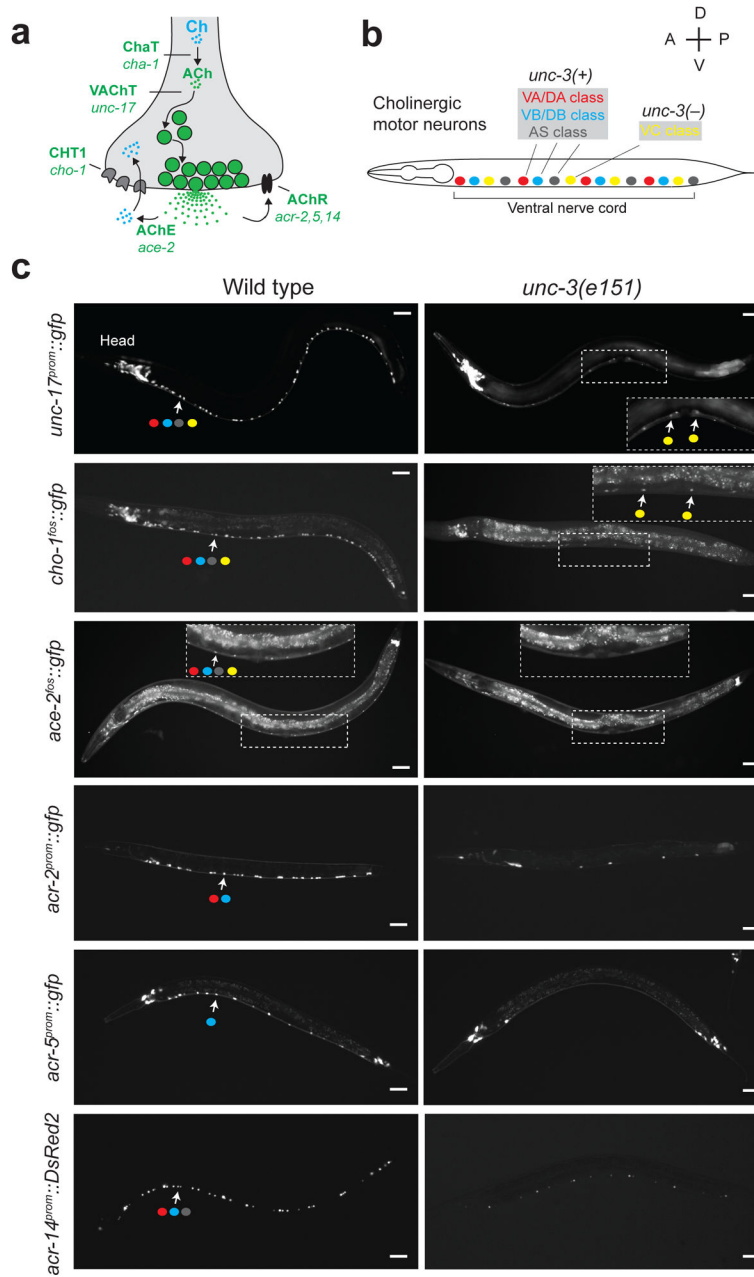 a
Ch
ChaT
cha-1
ACh
VAChT
unc-17
CHT1
cho-1
AChR
acr-2,5,14
AChE
ace-2
b
D
A P
V
unc-3(+)
Cholinergic
motor neurons
VA/DA class
VB/DB class
AS class
unc-3(–)
VC class
Ventral nerve cord
c
Wild type
unc-3(e151)
unc-17prom::gfp
Head
cho-1fos::gfp
ace-2fos::gfp
acr-2prom::gfp
acr-5prom::gfp
acr-14prom::DsRed2